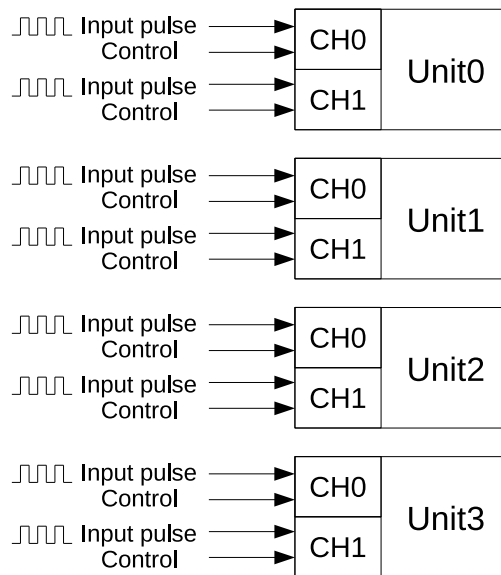 Input pulse
Control
CH0
Input pulse
Control
CH1
Unit0
Input pulse
Control
CH0
Input pulse
Control
CH1
Unit1
Input pulse
Control
CH0
Input pulse
Control
CH1
Unit2
Input pulse
Control
CH0
Input pulse
Control
CH1
Unit3